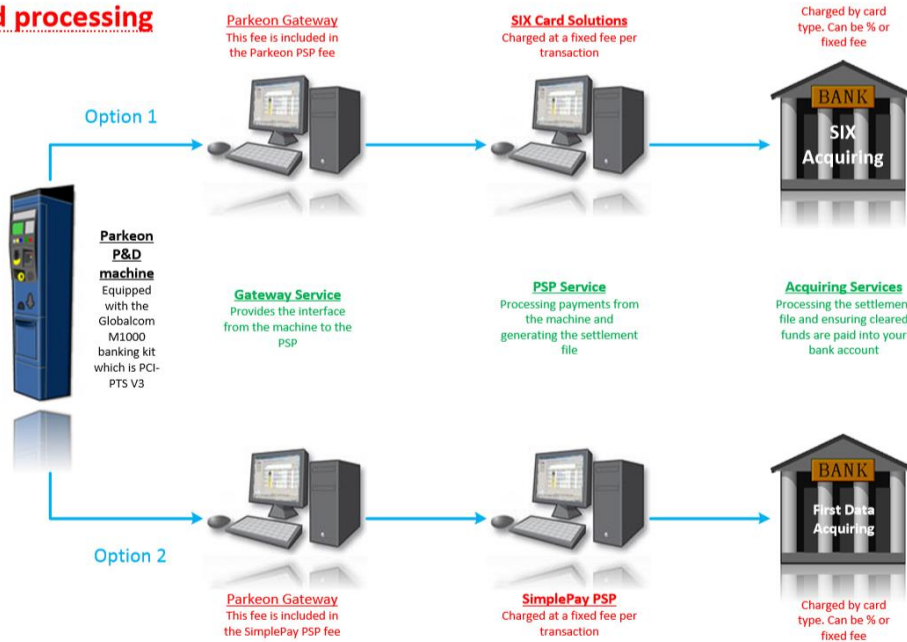 d processing
Parkeon Gateway
This fee is included in
the Parkeon PSP fee
SIX Card Solutions
Charged at a fixed fee per
transaction
Charged by card
type. Can be % or
fixed fee
Option 1
BANK
SIX
Acquiring
Parkeon
P&D
machine
Equipped
with the
Globalcom
M1000
banking kit
which is PCI-
PTS V3
Gateway Service
Provides the interface
from the machine to the
PSP
PSP Service
Processing payments from
the machine and
generating the settlement
file
Acquiring Services
Processing the settlemen
file and ensuring cleared
funds are paid into your
bank account
Option 2
BANK
First Data
Acquiring
Parkeon Gateway
This fee is included in
the SimplePay PSP fee
SimplePay PSP
Charged at a fixed fee per
transaction
Charged by card
type. Can be % or
fixed fee